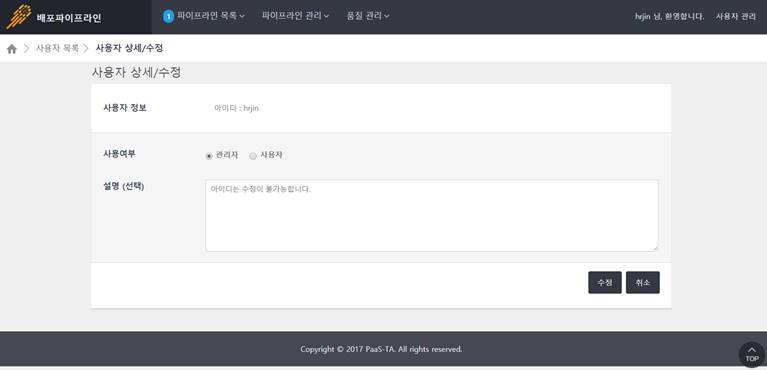 배포파이프라인
1 파이프라인 목록 파이프라인 관리 품질 관리
hrjin 님, 환영합니다. 사용자 관리
사용자 목록 사용자 상세/수정
사용자 상세/수정
사용자 정보 아이디 : hrjin
사용여부 관리자 사용자
설명 (선택) 아이디는 수정이 불가능합니다.
수정 취소
Copyright © 2017 PaaS-TA. All rights reserved.
TOP